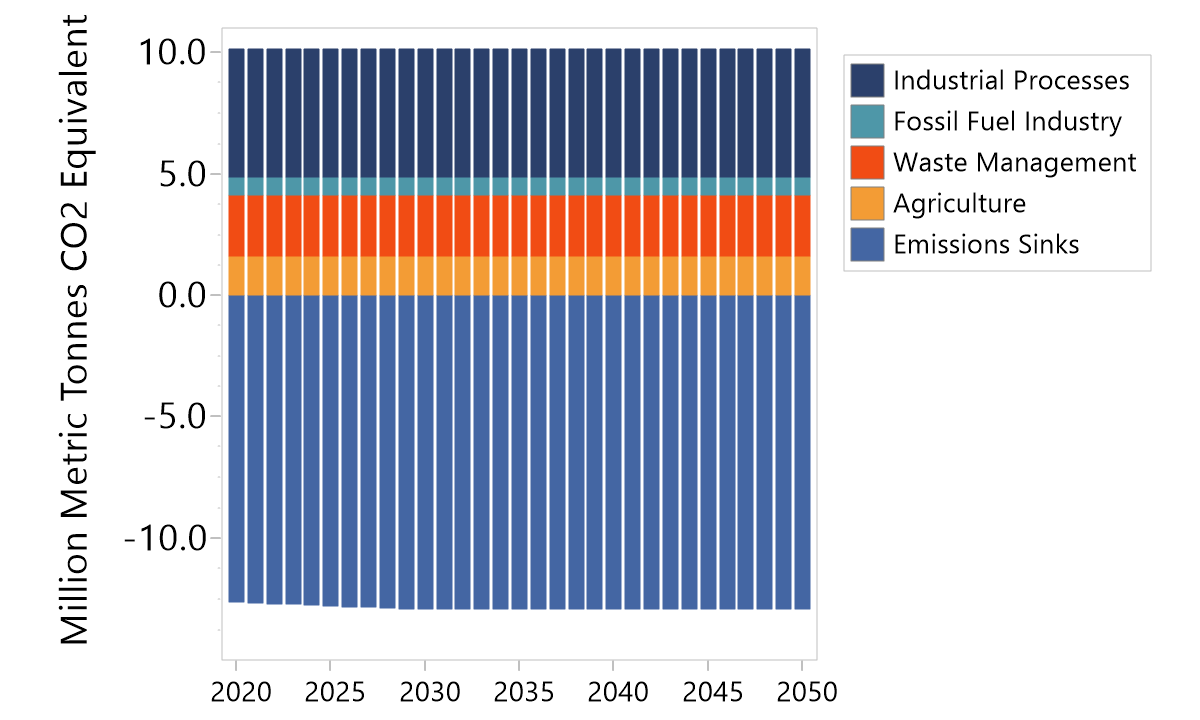 Million Metric Tonnes CO2 Equivalent
10.0
5.0
0.0
-5.0
-10.0
2020 2025 2030 2035 2040 2045 2050
Industrial Processes
Fossil Fuel Industry
Waste Management
Agriculture
Emissions Sinks